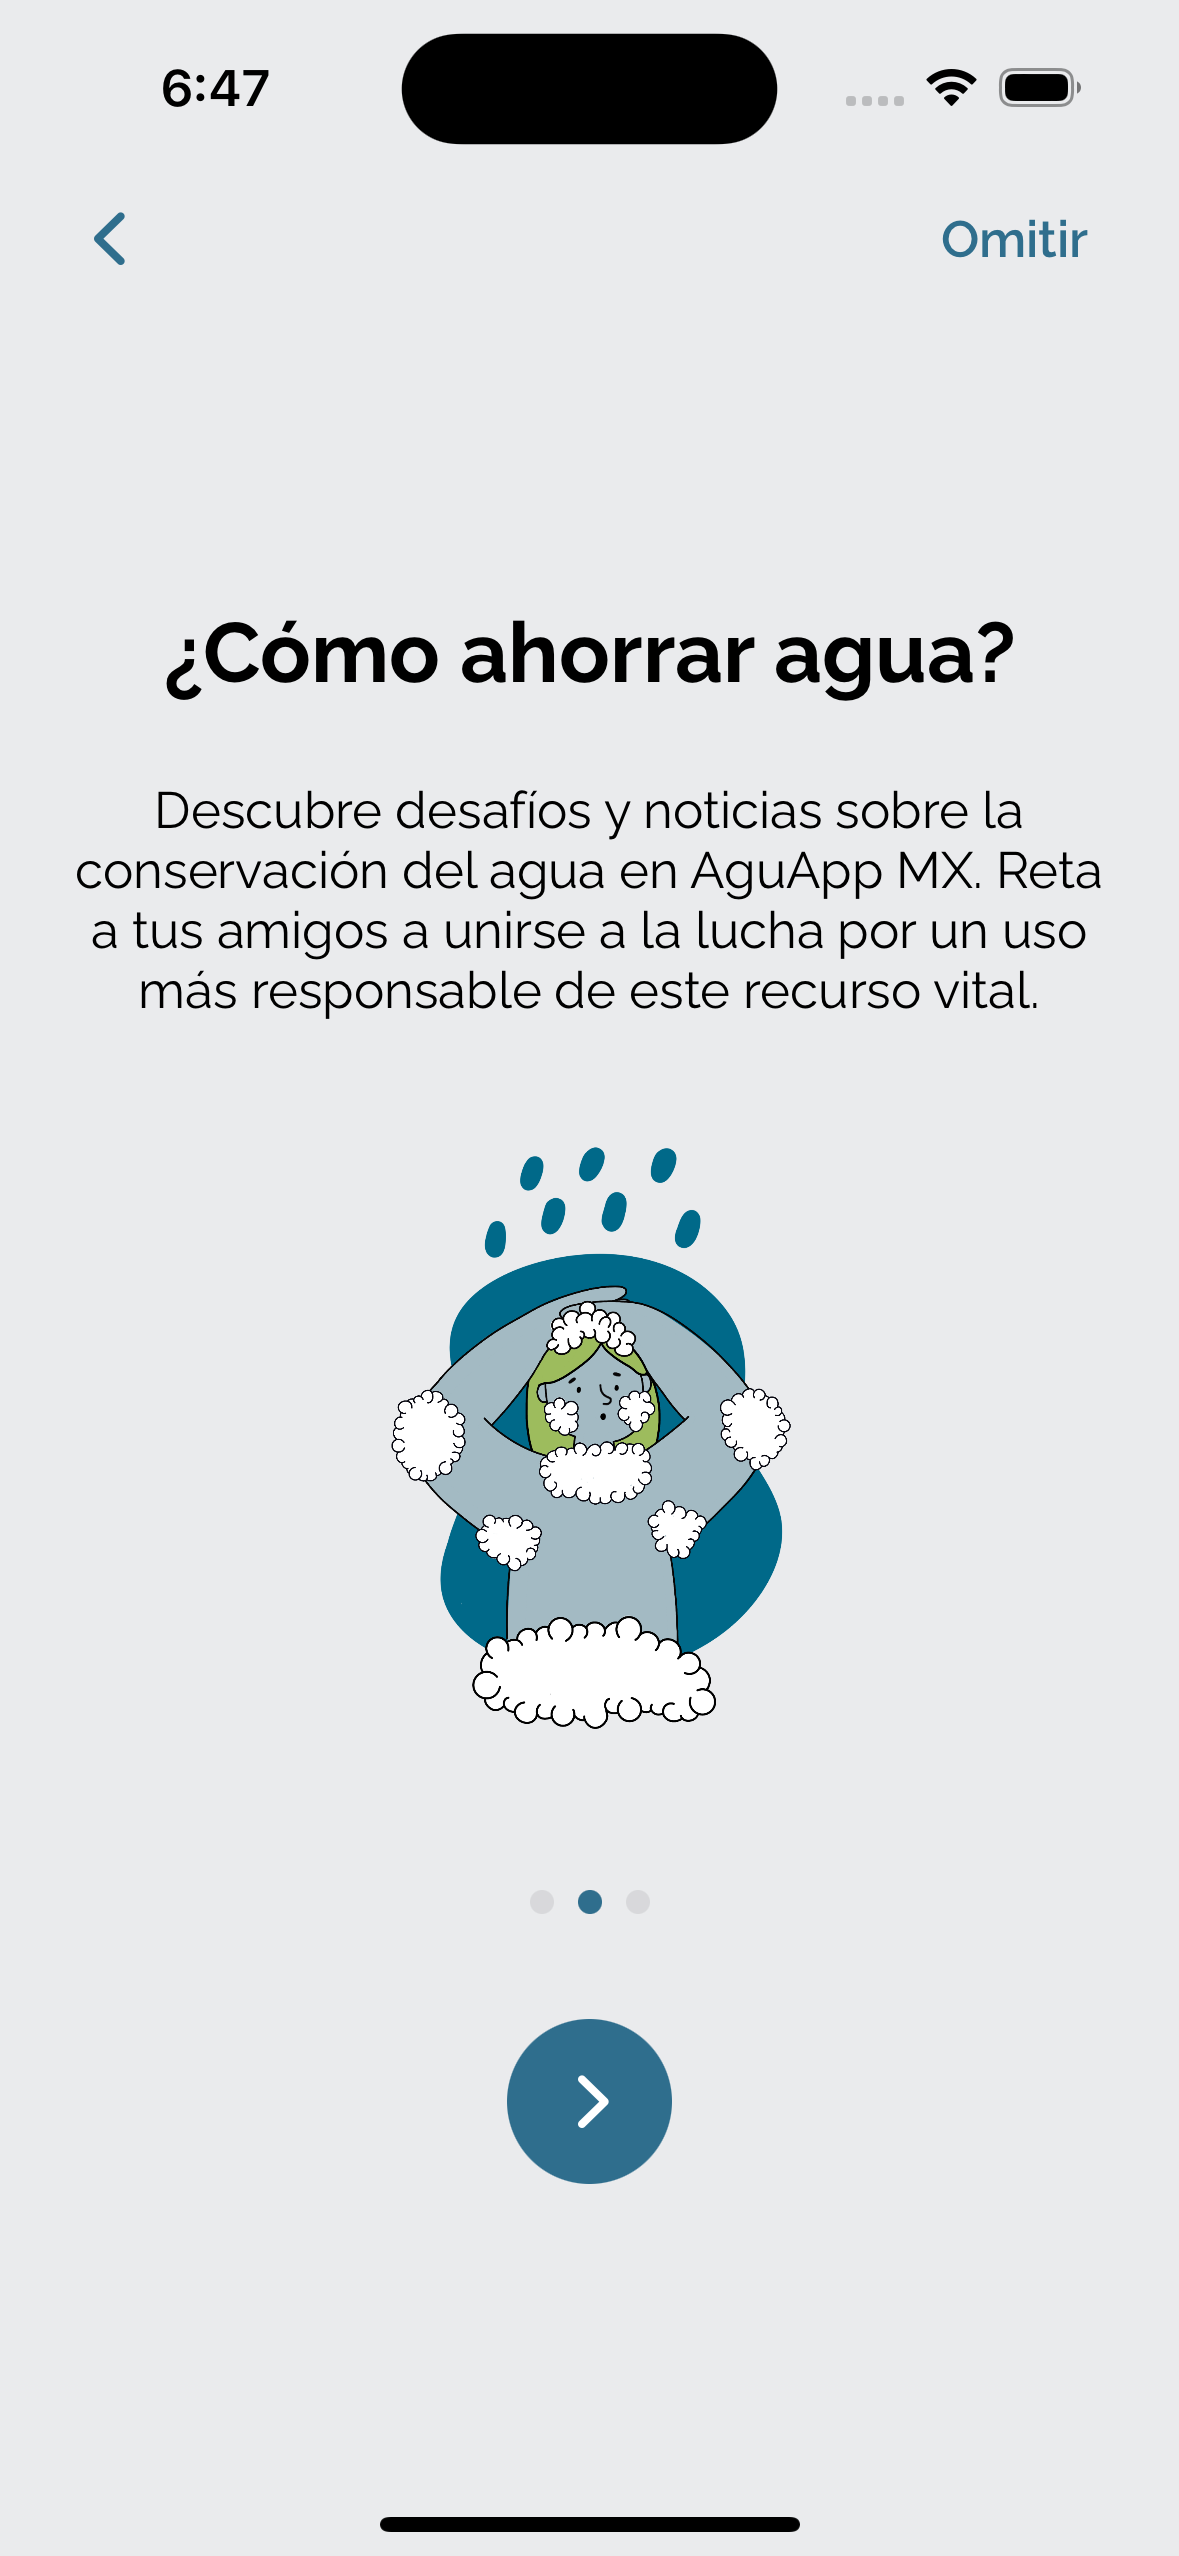 6:47
Omitir
¿Cómo ahorrar agua?
Descubre desafíos y noticias sobre la
conservación del agua en AguApp MX. Reta
a tus amigos a unirse a la lucha por un uso
más responsable de este recurso vital.